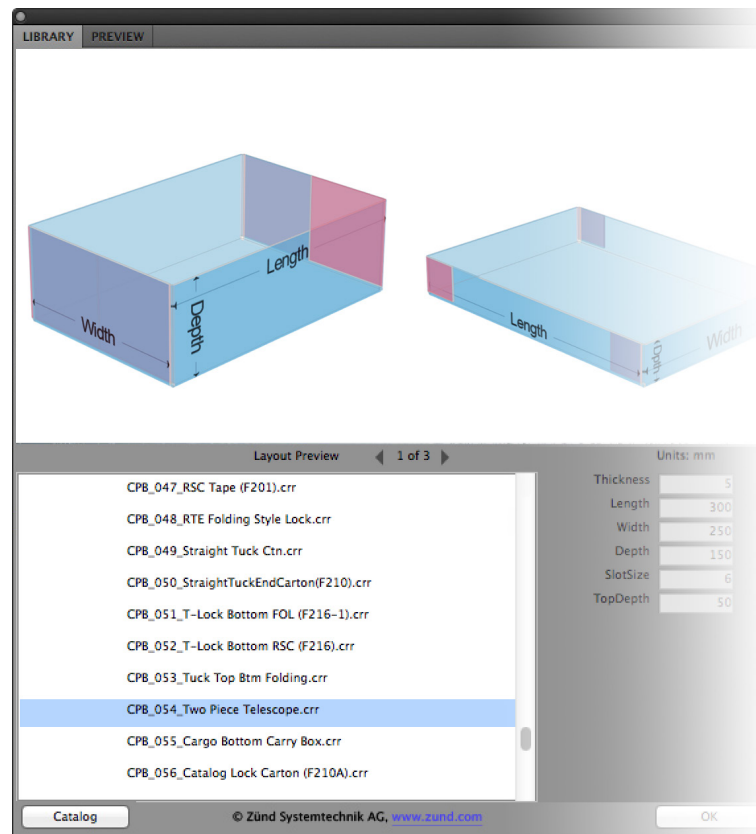 LIBRARY PREVIEW
Length
Depth
Width
Length
Width
Dpth
Layout Preview 1 of 3 Units: mm
CPB_047_RSC Tape (F201).crr
CPB_048_RTE Folding Style Lock.crr
CPB_049_Straight Tuck Ctn.crr
CPB_050_StraightTuckEndCarton(F210).crr
CPB_051_T-Lock Bottom FOL (F216-1).crr
CPB_052_T-Lock Bottom RSC (F216).crr
CPB_053_Tuck Top Btm Folding.crr
CPB_054_Two Piece Telescope.crr
CPB_055_Cargo Bottom Carry Box.crr
CPB_056_Catalog Lock Carton (F210A).crr
Thickness 5
Length 300
Width 250
Depth 150
SlotSize 6
TopDepth 50
Catalog © Zünd Systemtechnik AG, www.zund.com OK